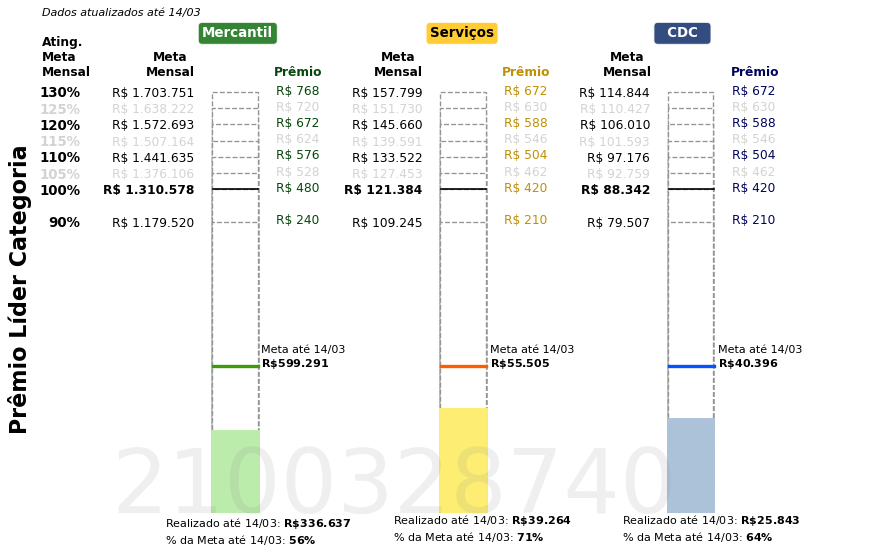 Dados atualizados até 14/03
Mercantil Serviços CDC
Ating. Meta Mensal
Meta Mensal Prêmio Meta Mensal Prêmio Meta Mensal Prêmio
130% R$ 1.703.751 R$ 768 R$ 157.799 R$ 672 R$ 114.844 R$ 672
125% R$ 1.638.222 R$ 720 R$ 151.730 R$ 630 R$ 110.427 R$ 630
120% R$ 1.572.693 R$ 672 R$ 145.660 R$ 588 R$ 106.010 R$ 588
115% R$ 1.507.164 R$ 624 R$ 139.591 R$ 546 R$ 101.593 R$ 546
110% R$ 1.441.635 R$ 576 R$ 133.522 R$ 504 R$ 97.176 R$ 504
105% R$ 1.376.106 R$ 528 R$ 127.453 R$ 462 R$ 92.759 R$ 462
100% R$ 1.310.578 R$ 480 R$ 121.384 R$ 420 R$ 88.342 R$ 420
90% R$ 1.179.520 R$ 240 R$ 109.245 R$ 210 R$ 79.507 R$ 210
Prêmio Líder Categoria
Meta até 14/03 Meta até 14/03 Meta até 14/03
R$599.291 R$55.505 R$40.396
2100328740
Realizado até 14/03: R$336.637 Realizado até 14/03: R$39.264 Realizado até 14/03: R$25.843
% da Meta até 14/03: 56% % da Meta até 14/03: 71% % da Meta até 14/03: 64%